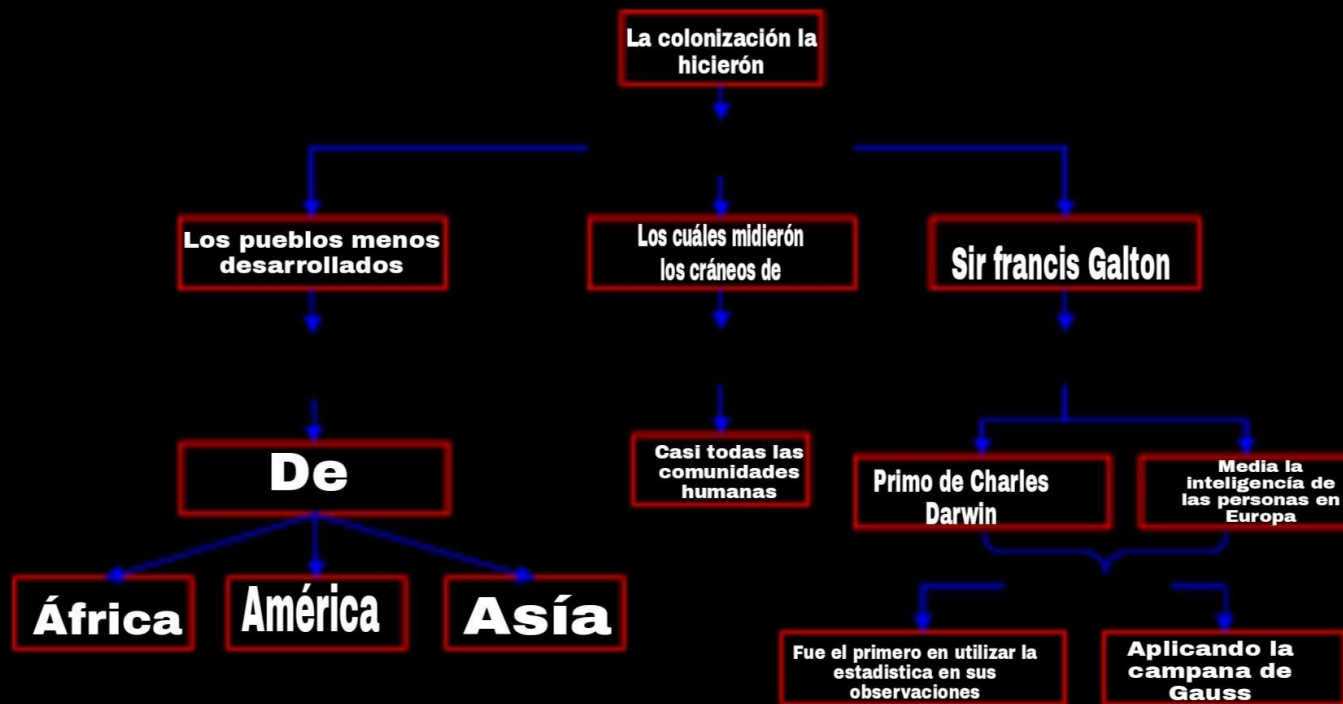 La colonización la
hicierón
Los pueblos menos
desarrollados
Los cuáles midierón
los cráneos de
Sir francis Galton
De
Casi todas las
comunidades
humanas
Primo de Charles
Darwin
Media la
inteligencía de
las personas en
Europa
África
América
Asía
Fue el primero en utilizar la
estadistica en sus
observaciones
Aplicando la
campana de
Gauss